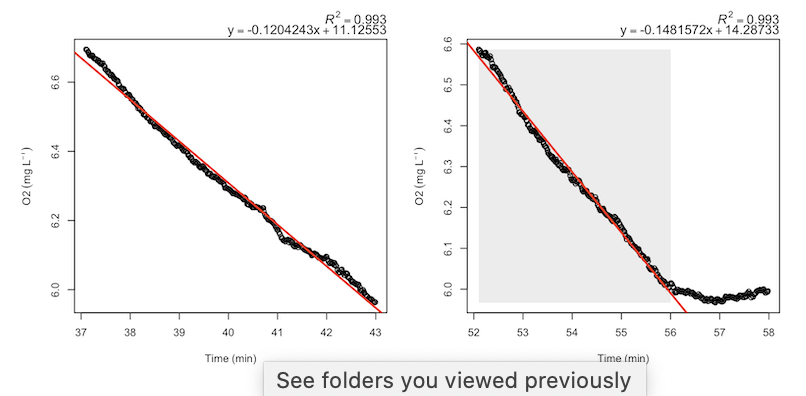 R² = 0.993
y = -0.1204243x + 11.12553
O2 (mg L⁻¹)
6.6
6.4
6.2
6.0
37 38 39 40 41 42 43
Time (min)
R² = 0.993
y = -0.1481572x + 14.28733
O2 (mg L⁻¹)
6.6
6.5
6.4
6.3
6.2
6.1
6.0
52 53 54 55 56 57 58
Time (min)
See folders you viewed previously